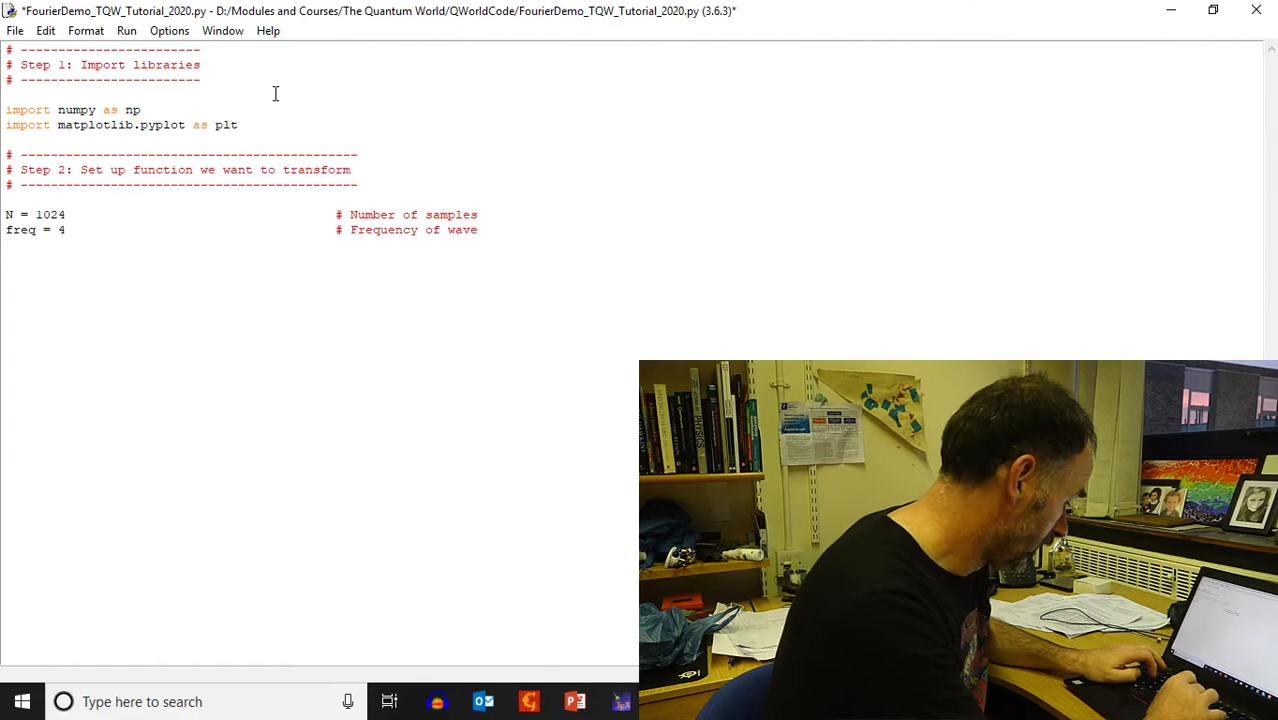 *FourierDemo_TQW_Tutorial_2020.py - D:/Modules and Courses/The Quantum World/QWorldCode/FourierDemo_TQW_Tutorial_2020.py (3.6.3)*
File Edit Format Run Options Window Help
# ------------------------
# Step 1: Import libraries
# ------------------------
import numpy as np
import matplotlib.pyplot as plt
# ---------------------------------------------
# Step 2: Set up function we want to transform
# ---------------------------------------------
N = 1024 # Number of samples
freq = 4 # Frequency of wave
PHYSICS
Type here to search